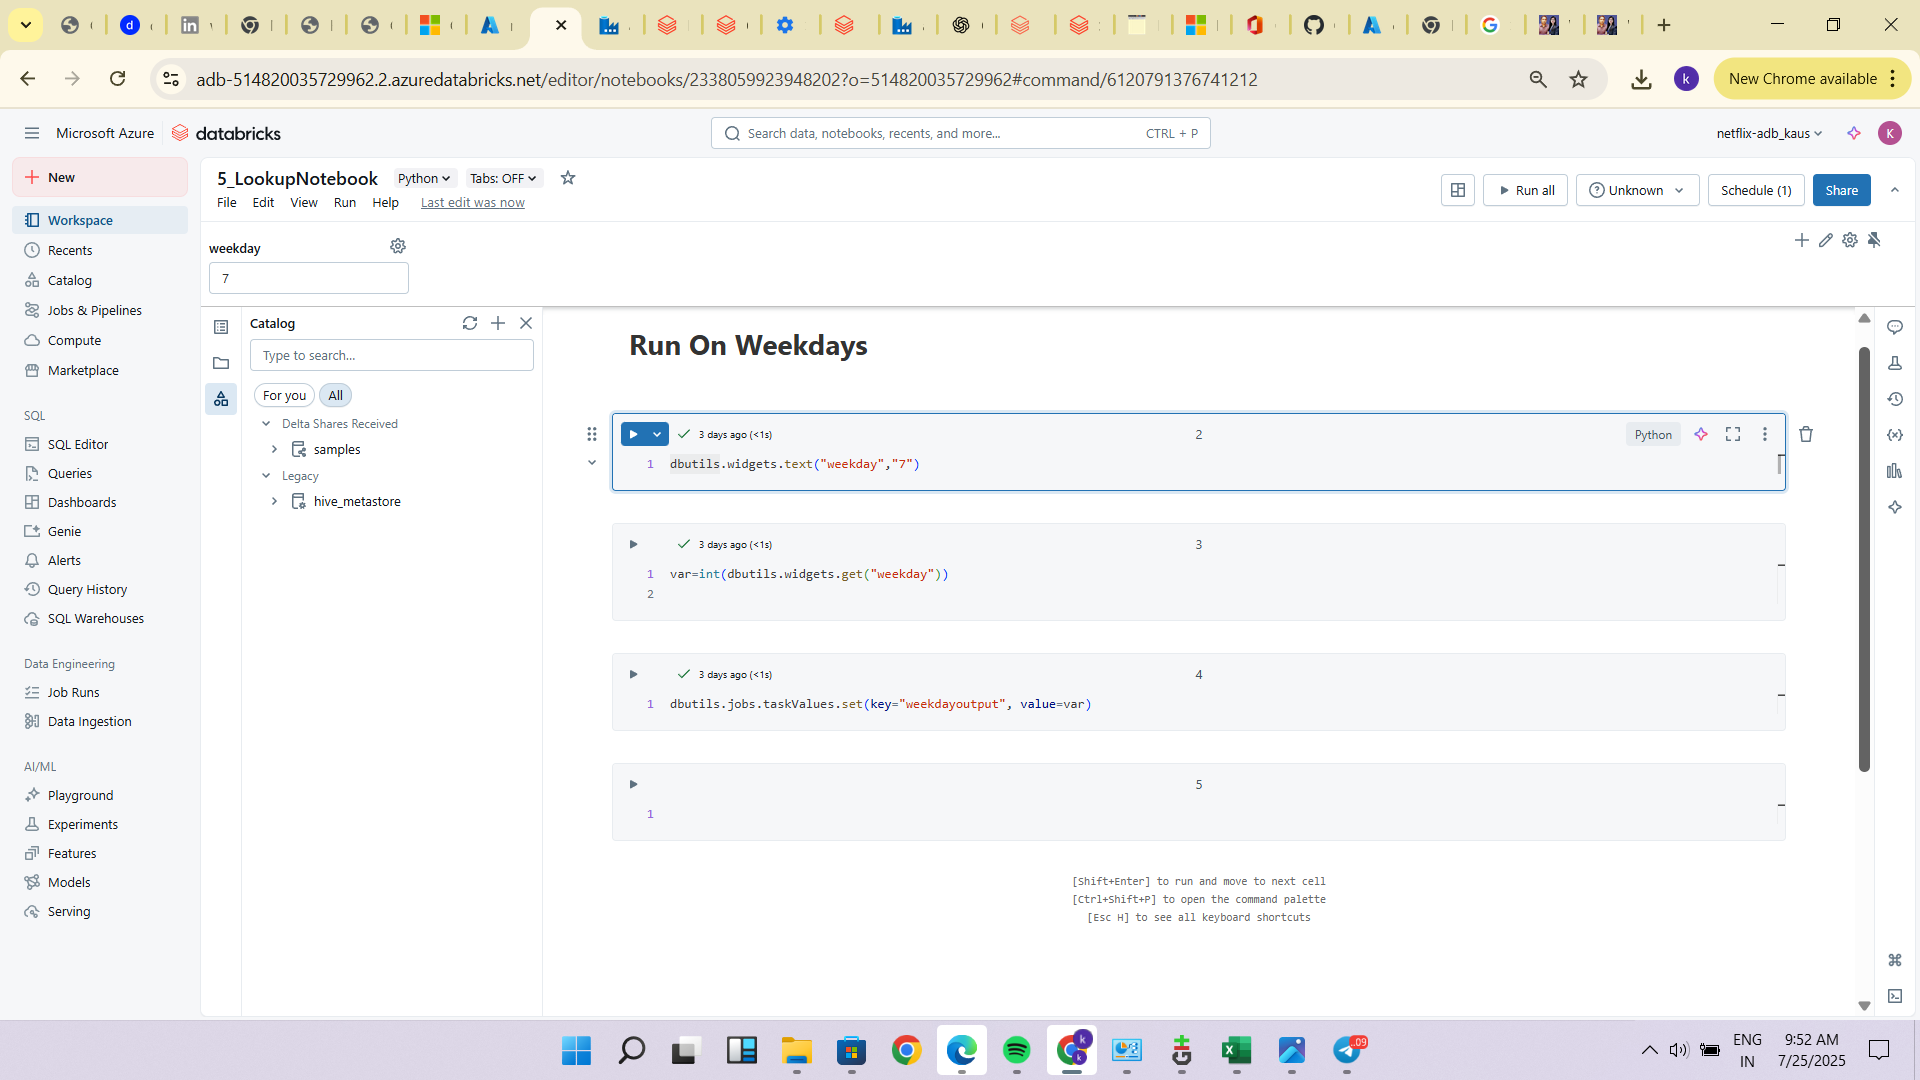 adb-514820035729962.2.azuredatabricks.net/editor/notebooks/2338059923948202?o=514820035729962#command/6120791376741212
k
New Chrome available
Microsoft Azure
databricks
Search data, notebooks, recents, and more...
CTRL + P
netflix-adb_kaus
K
New
Workspace
Recents
Catalog
Jobs & Pipelines
Compute
Marketplace
SQL
SQL Editor
Queries
Dashboards
Genie
Alerts
Query History
SQL Warehouses
Data Engineering
Job Runs
Data Ingestion
AI/ML
Playground
Experiments
Features
Models
Serving
5_LookupNotebook
Python
Tabs: OFF
File Edit View Run Help Last edit was now
Run all
Unknown
Schedule (1)
Share
weekday
7
Catalog
Type to search...
For you
All
Delta Shares Received
samples
Legacy
hive_metastore
Run On Weekdays
3 days ago (<1s)
2
Python
1 dbutils.widgets.text("weekday","7")
3 days ago (<1s)
3
1 var=int(dbutils.widgets.get("weekday"))
2
3 days ago (<1s)
4
1 dbutils.jobs.taskValues.set(key="weekdayoutput", value=var)
5
1
[Shift+Enter] to run and move to next cell
[Ctrl+Shift+P] to open the command palette
[Esc H] to see all keyboard shortcuts
ENG
IN
9:52 AM
7/25/2025